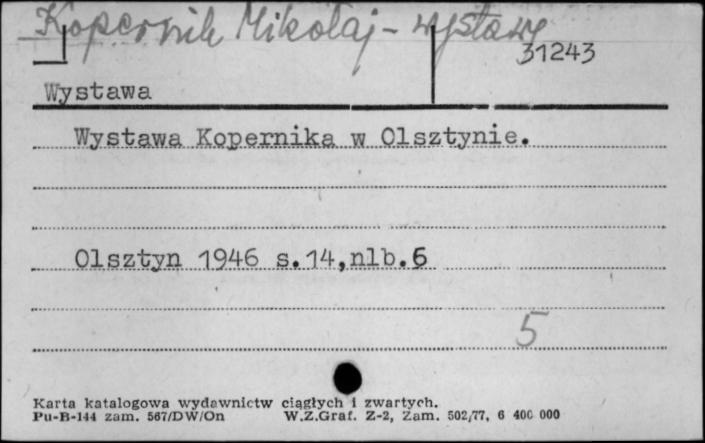 Kopernik Mikołaj - wystawy
31243
Wystawa
Wystawa Kopernika w Olsztynie.
Olsztyn 1946 s.14,nlb.6
5
Karta katalogowa wydawnictw ciągłych i zwartych.
Pu-B-144 zam. 567/DW/On W.Z.Graf. Z-2, Zam. 502/77, 6 400 000